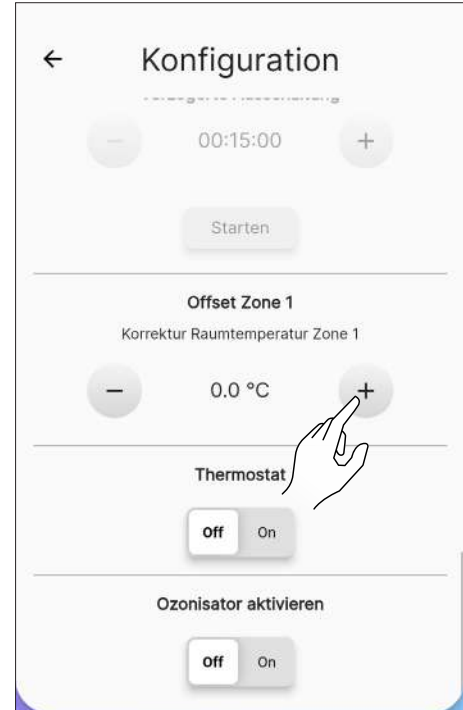 Konfiguration
00:15:00
Starten
Offset Zone 1
Korrektur Raumtemperatur Zone 1
0.0 °C
Thermostat
Off On
Ozonisator aktivieren
Off On